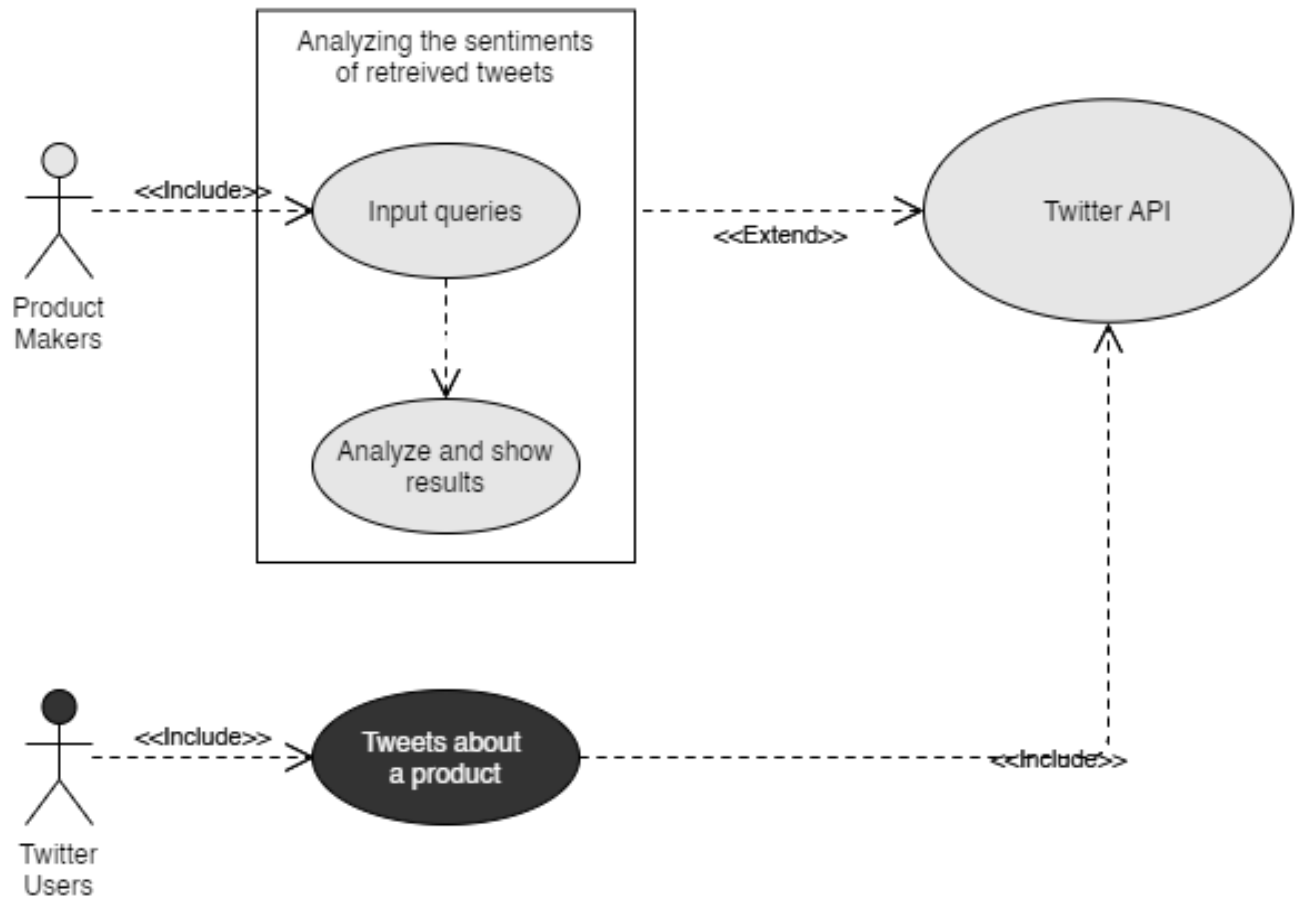 Analyzing the sentiments
of retreived tweets
<<Include>>
Input queries
Twitter API
<<Extend>>
Product
Makers
Analyze and show
results
<<Include>>
Tweets about
a product
<<Include>>
Twitter
Users